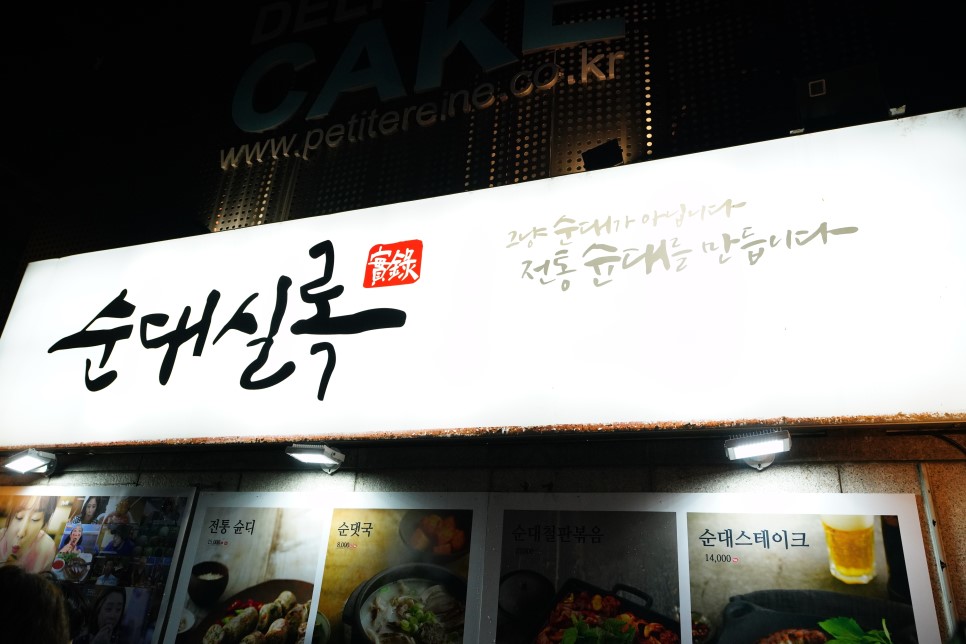 CAKE
www.petitereine.co.kr
순대실록
實錄
그냥 순대가 아닙니다
전통 순대를 만듭니다
전통 순대
순댓국
8,000
순대철판볶음
순대스테이크
14,000